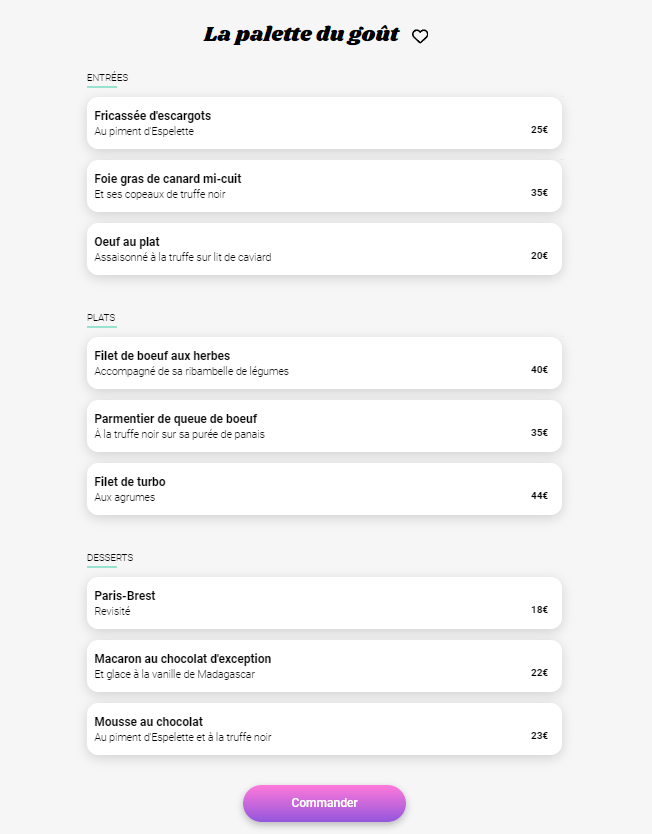 La palette du goût
ENTRÉES
Fricassée d'escargots
Au piment d'Espelette
25€
Foie gras de canard mi-cuit
Et ses copeaux de truffe noir
35€
Oeuf au plat
Assaisonné à la truffe sur lit de caviard
20€
PLATS
Filet de boeuf aux herbes
Accompagné de sa ribambelle de légumes
40€
Parmentier de queue de boeuf
À la truffe noir sur sa purée de panais
35€
Filet de turbo
Aux agrumes
44€
DESSERTS
Paris-Brest
Revisité
18€
Macaron au chocolat d'exception
Et glace à la vanille de Madagascar
22€
Mousse au chocolat
Au piment d'Espelette et à la truffe noir
23€
Commander